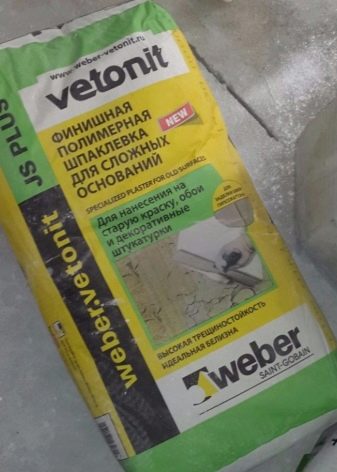 www.weber-vetonit.ru
vetonit
JS PLUS
ФИНИШНАЯ
ПОЛИМЕРНАЯ
ШПАКЛЕВКА
ДЛЯ СЛОЖНЫХ
ОСНОВАНИЙ
NEW
SPECIALIZED PLASTER FOR OLD SURFACES
Для нанесения на
старую краску, обои
и декоративные
штукатурки
weber.vetonit
ВЫСОКАЯ ТРЕЩИНОСТОЙКОСТЬ
ИДЕАЛЬНАЯ БЕЛИЗНА
weber
SAINT-GOBAIN